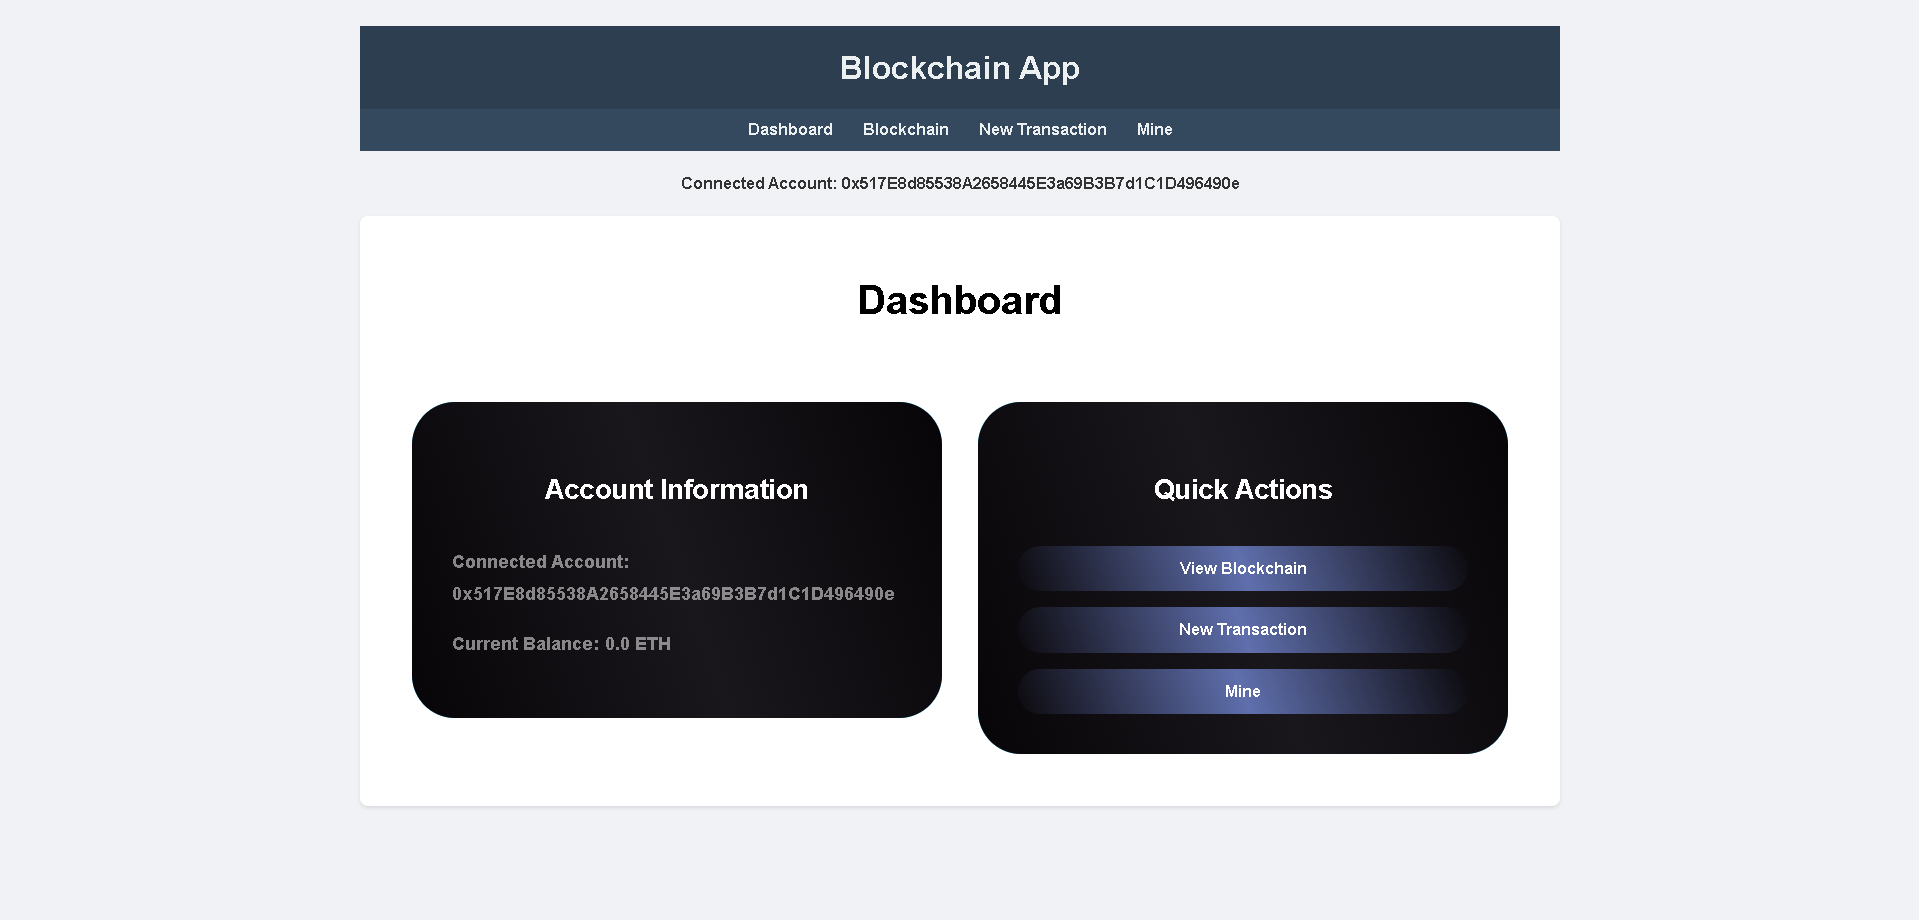 Blockchain App
Dashboard Blockchain New Transaction Mine
Connected Account: 0x517E8d85538A2658445E3a69B3B7d1C1D496490e
Dashboard
Account Information
Connected Account:
0x517E8d85538A2658445E3a69B3B7d1C1D496490e
Current Balance: 0.0 ETH
Quick Actions
View Blockchain
New Transaction
Mine